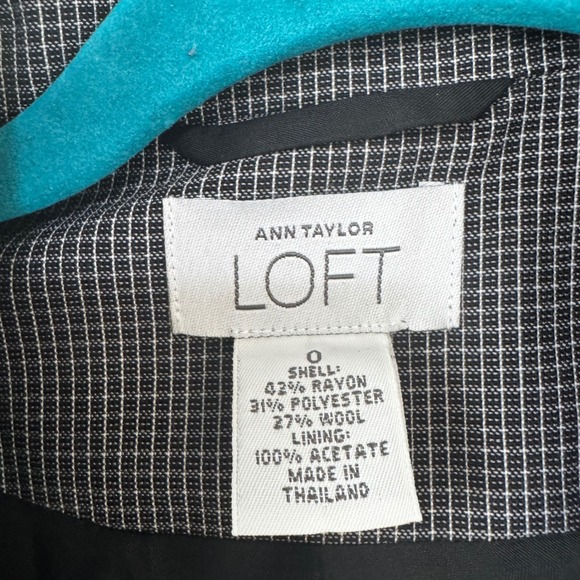 ANN TAYLOR
LOFT
0
SHELL:
42% RAYON
31% POLYESTER
27% WOOL
LINING:
100% ACETATE
MADE IN
THAILAND